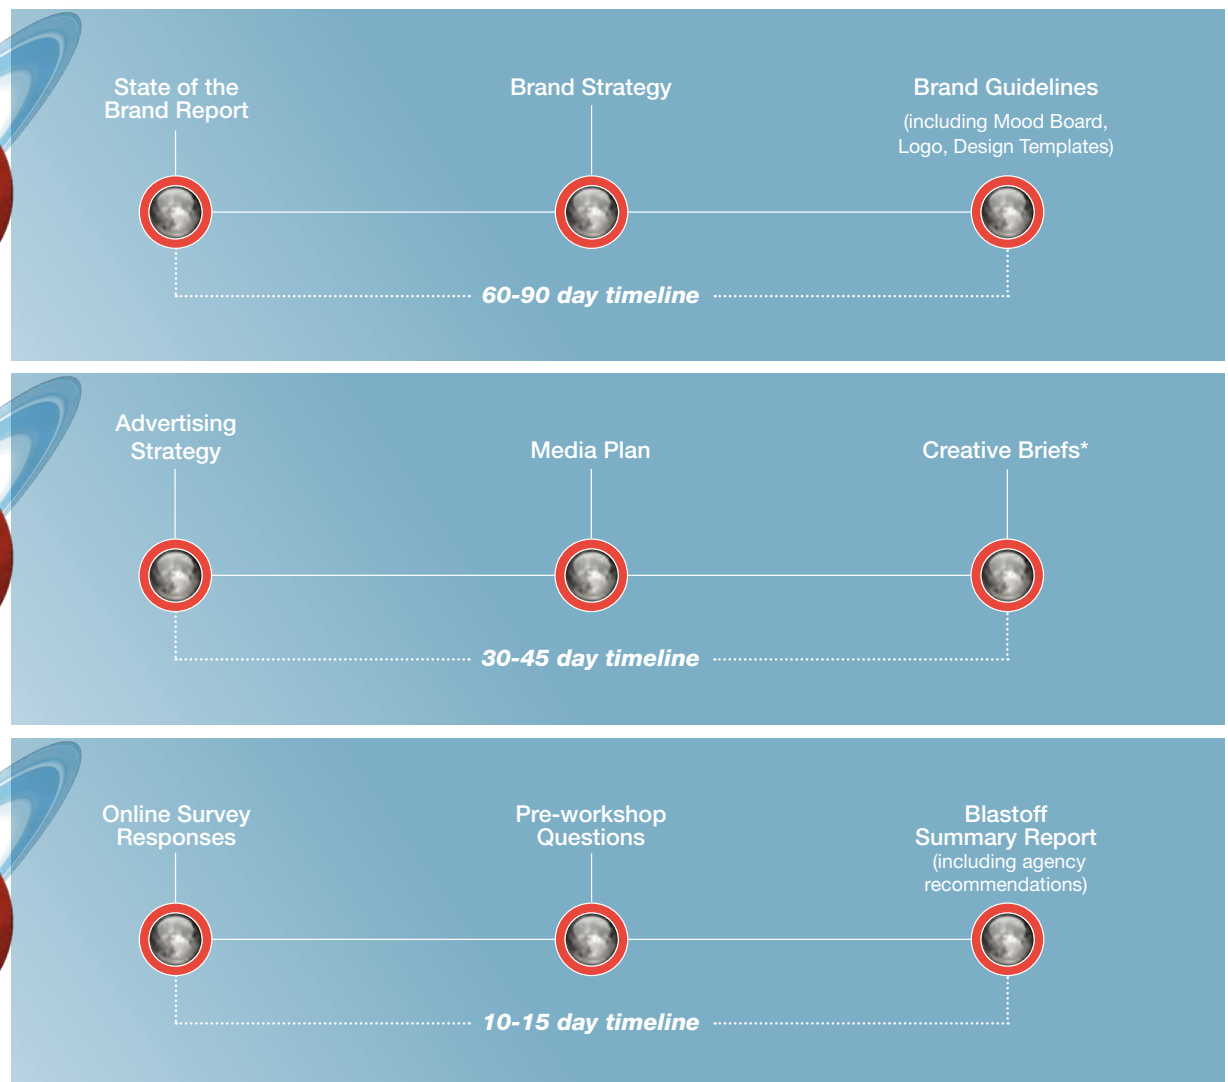 State of the
Brand Report
Brand Strategy
Brand Guidelines
(including Mood Board,
Logo, Design Templates)
60-90 day timeline
Advertising
Strategy
Media Plan
Creative Briefs*
30-45 day timeline
Online Survey
Responses
Pre-workshop
Questions
Blastoff
Summary Report
(including agency
recommendations)
10-15 day timeline